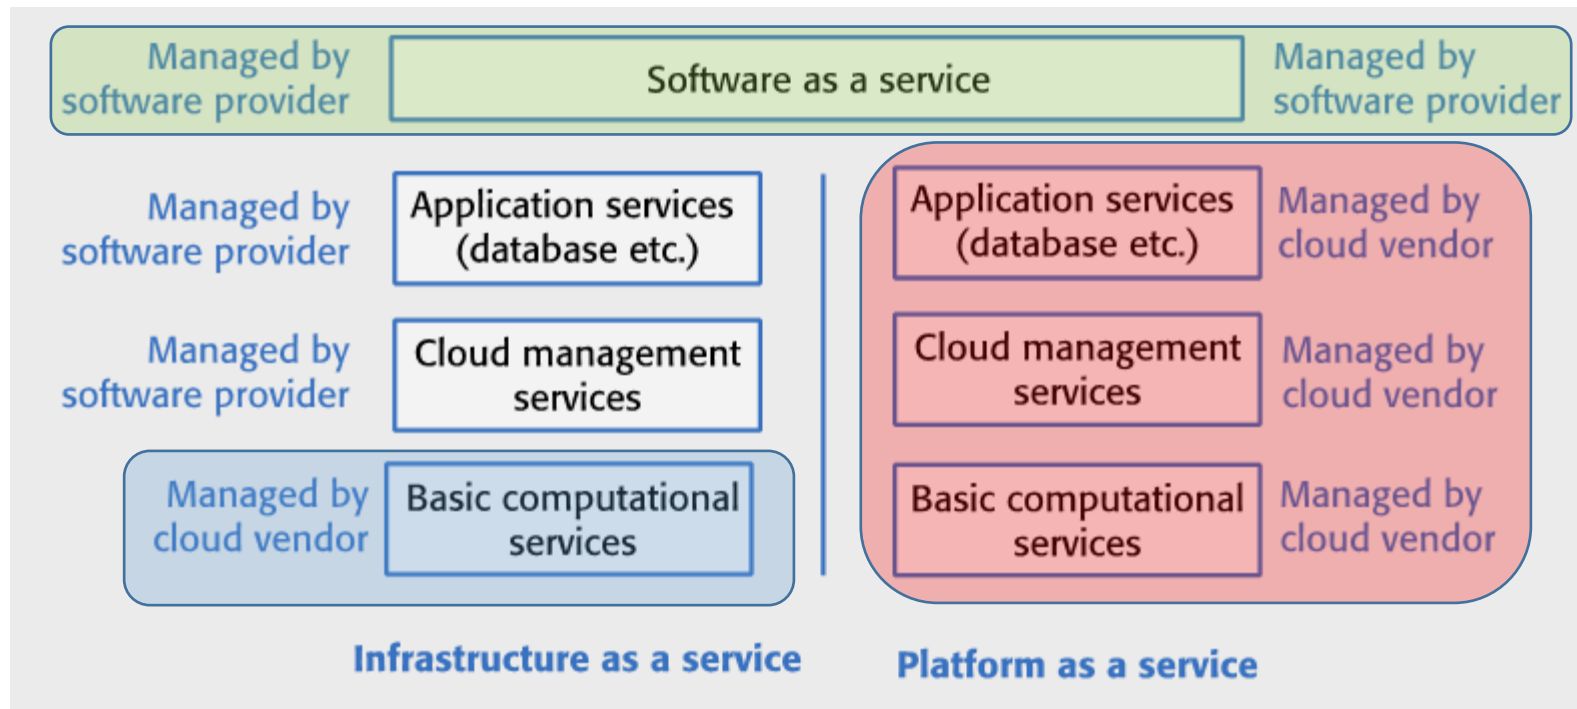 Managed by
software provider
Software as a service
Managed by
software provider
Managed by
software provider
Application services
(database etc.)
Application services
(database etc.)
Managed by
cloud vendor
Managed by
software provider
Cloud management
services
Cloud management
services
Managed by
cloud vendor
Managed by
cloud vendor
Basic computational
services
Basic computational
services
Managed by
cloud vendor
Infrastructure as a service
Platform as a service